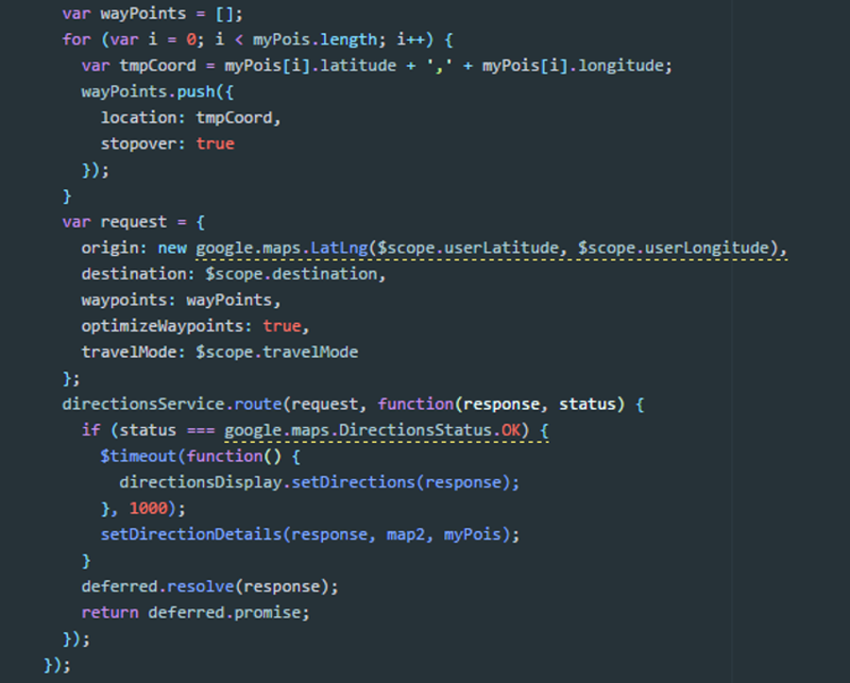 var wayPoints = [];
for (var i = 0; i < myPois.length; i++) {
var tmpCoord = myPois[i].latitude + ',' + myPois[i].longitude;
wayPoints.push({
location: tmpCoord,
stopover: true
});
}
var request = {
origin: new google.maps.LatLng($scope.userLatitude, $scope.userLongitude),
destination: $scope.destination,
waypoints: wayPoints,
optimizeWaypoints: true,
travelMode: $scope.travelMode
};
directionsService.route(request, function(response, status) {
if (status === google.maps.DirectionsStatus.OK) {
$timeout(function() {
directionsDisplay.setDirections(response);
}, 1000);
setDirectionDetails(response, map2, myPois);
}
deferred.resolve(response);
return deferred.promise;
});
});